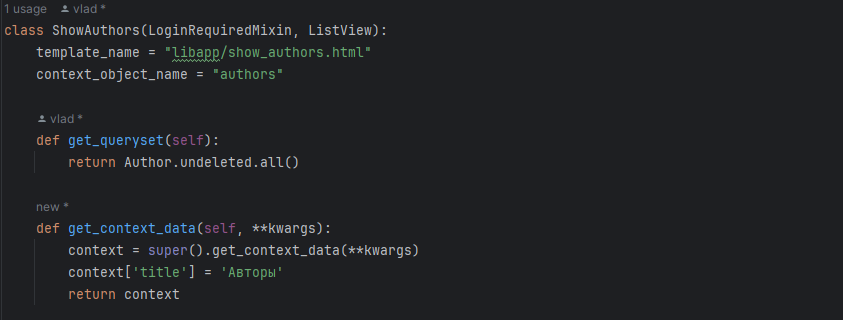 1 usage vlad *
class ShowAuthors(LoginRequiredMixin, ListView):
    template_name = "libapp/show_authors.html"
    context_object_name = "authors"
    vlad *
    def get_queryset(self):
        return Author.undeleted.all()
    new *
    def get_context_data(self, **kwargs):
        context = super().get_context_data(**kwargs)
        context['title'] = 'Авторы'
        return context